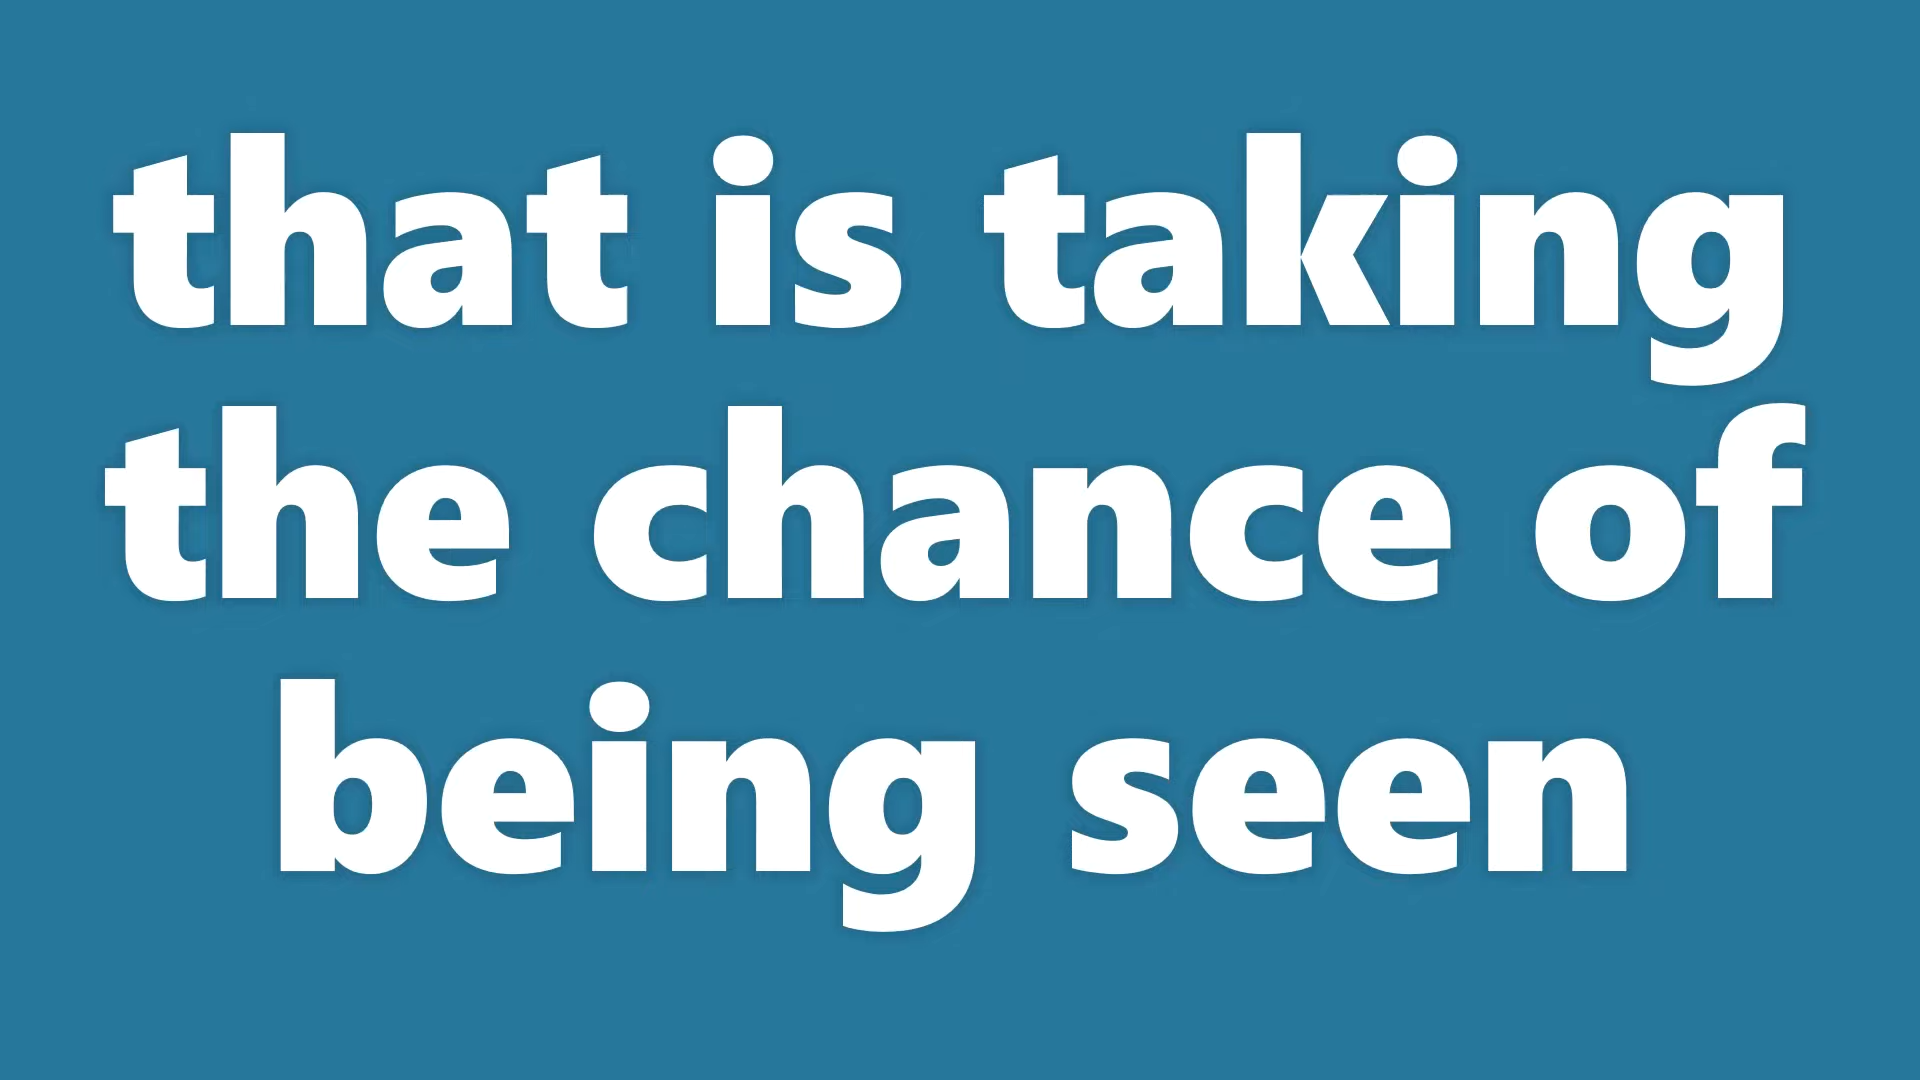 that is taking
the chance of
being seen